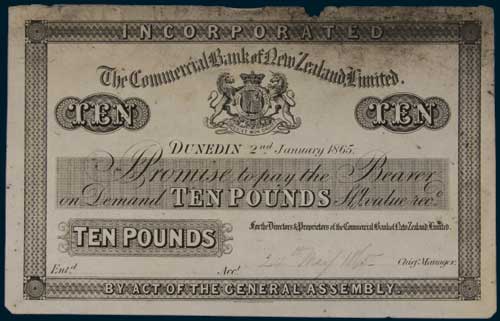 INCORPORATED
The Commercial Bank of New Zealand Limited.
TEN TEN
DUNEDIN 2nd January 1865.
I Promise to pay the Bearer
on Demand TEN POUNDS Str. value recd.
For the Directors & Proprietors of the Commercial Bank of New Zealand Limited.
TEN POUNDS
Chief Manager.
Entd. Acct.
BY ACT OF THE GENERAL ASSEMBLY.